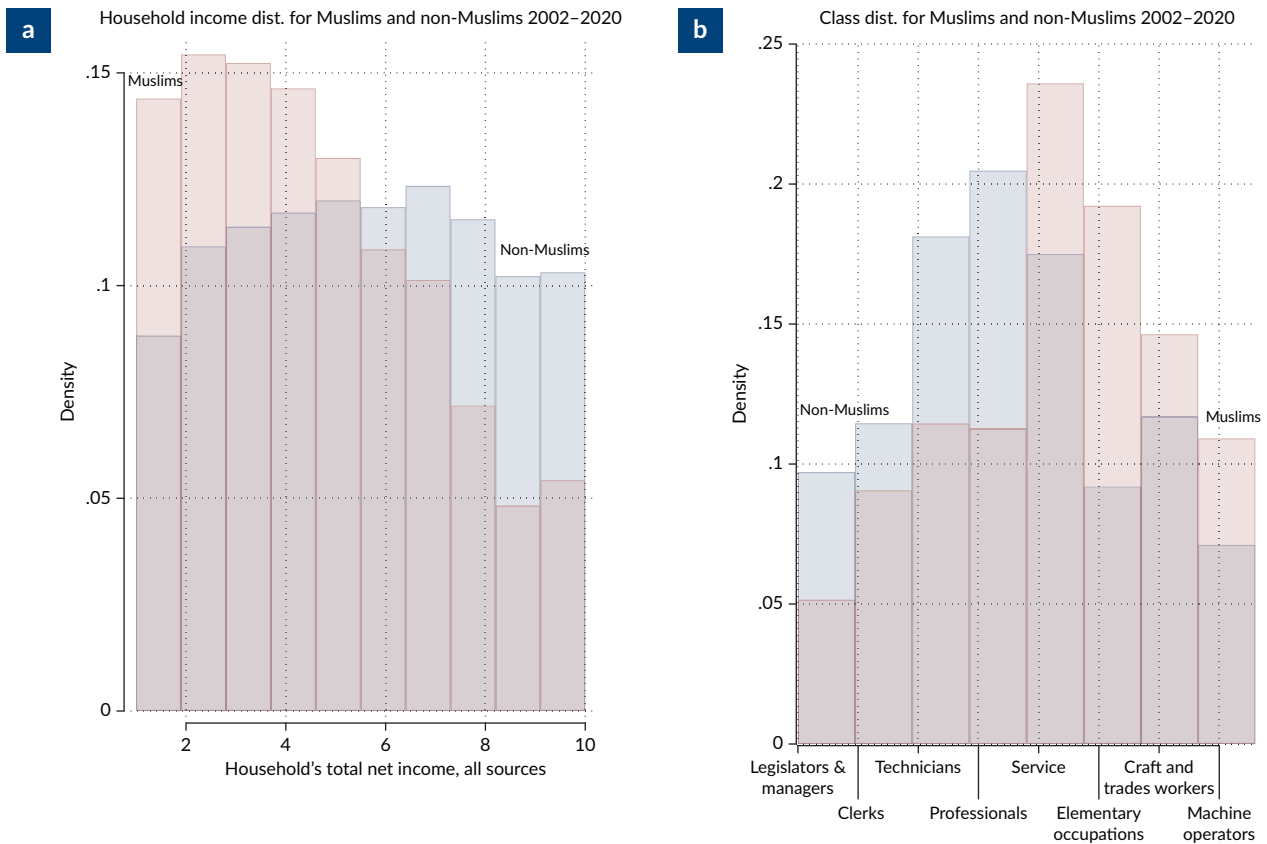 a
Household income dist. for Muslims and non-Muslims 2002–2020
.15
.1
.05
0
Density
Muslims
Non-Muslims
2 4 6 8 10
Household's total net income, all sources
b
Class dist. for Muslims and non-Muslims 2002–2020
.25
.2
.15
.1
.05
0
Density
Non-Muslims
Muslims
Legislators &
managers
Clerks
Technicians
Professionals
Service
Elementary
occupations
Craft and
trades workers
Machine
operators